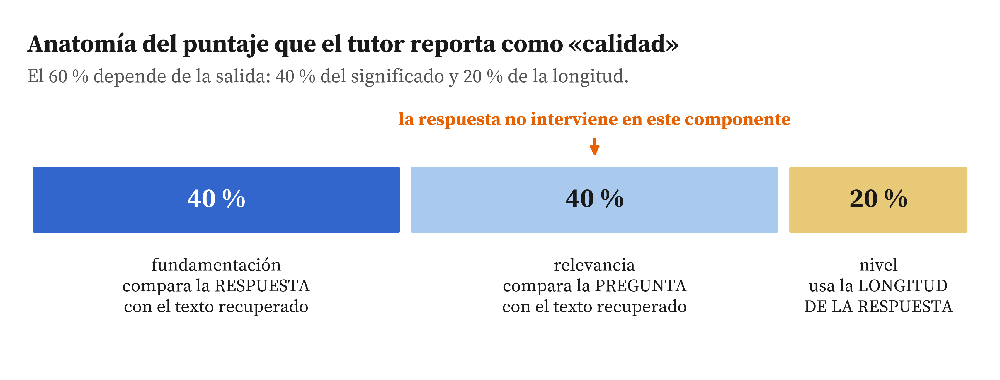 Anatomía del puntaje que el tutor reporta como «calidad»
El 60 % depende de la salida: 40 % del significado y 20 % de la longitud.
la respuesta no interviene en este componente
40 %
40 %
20 %
fundamentación
compara la RESPUESTA
con el texto recuperado
relevancia
compara la PREGUNTA
con el texto recuperado
nivel
usa la LONGITUD
DE LA RESPUESTA